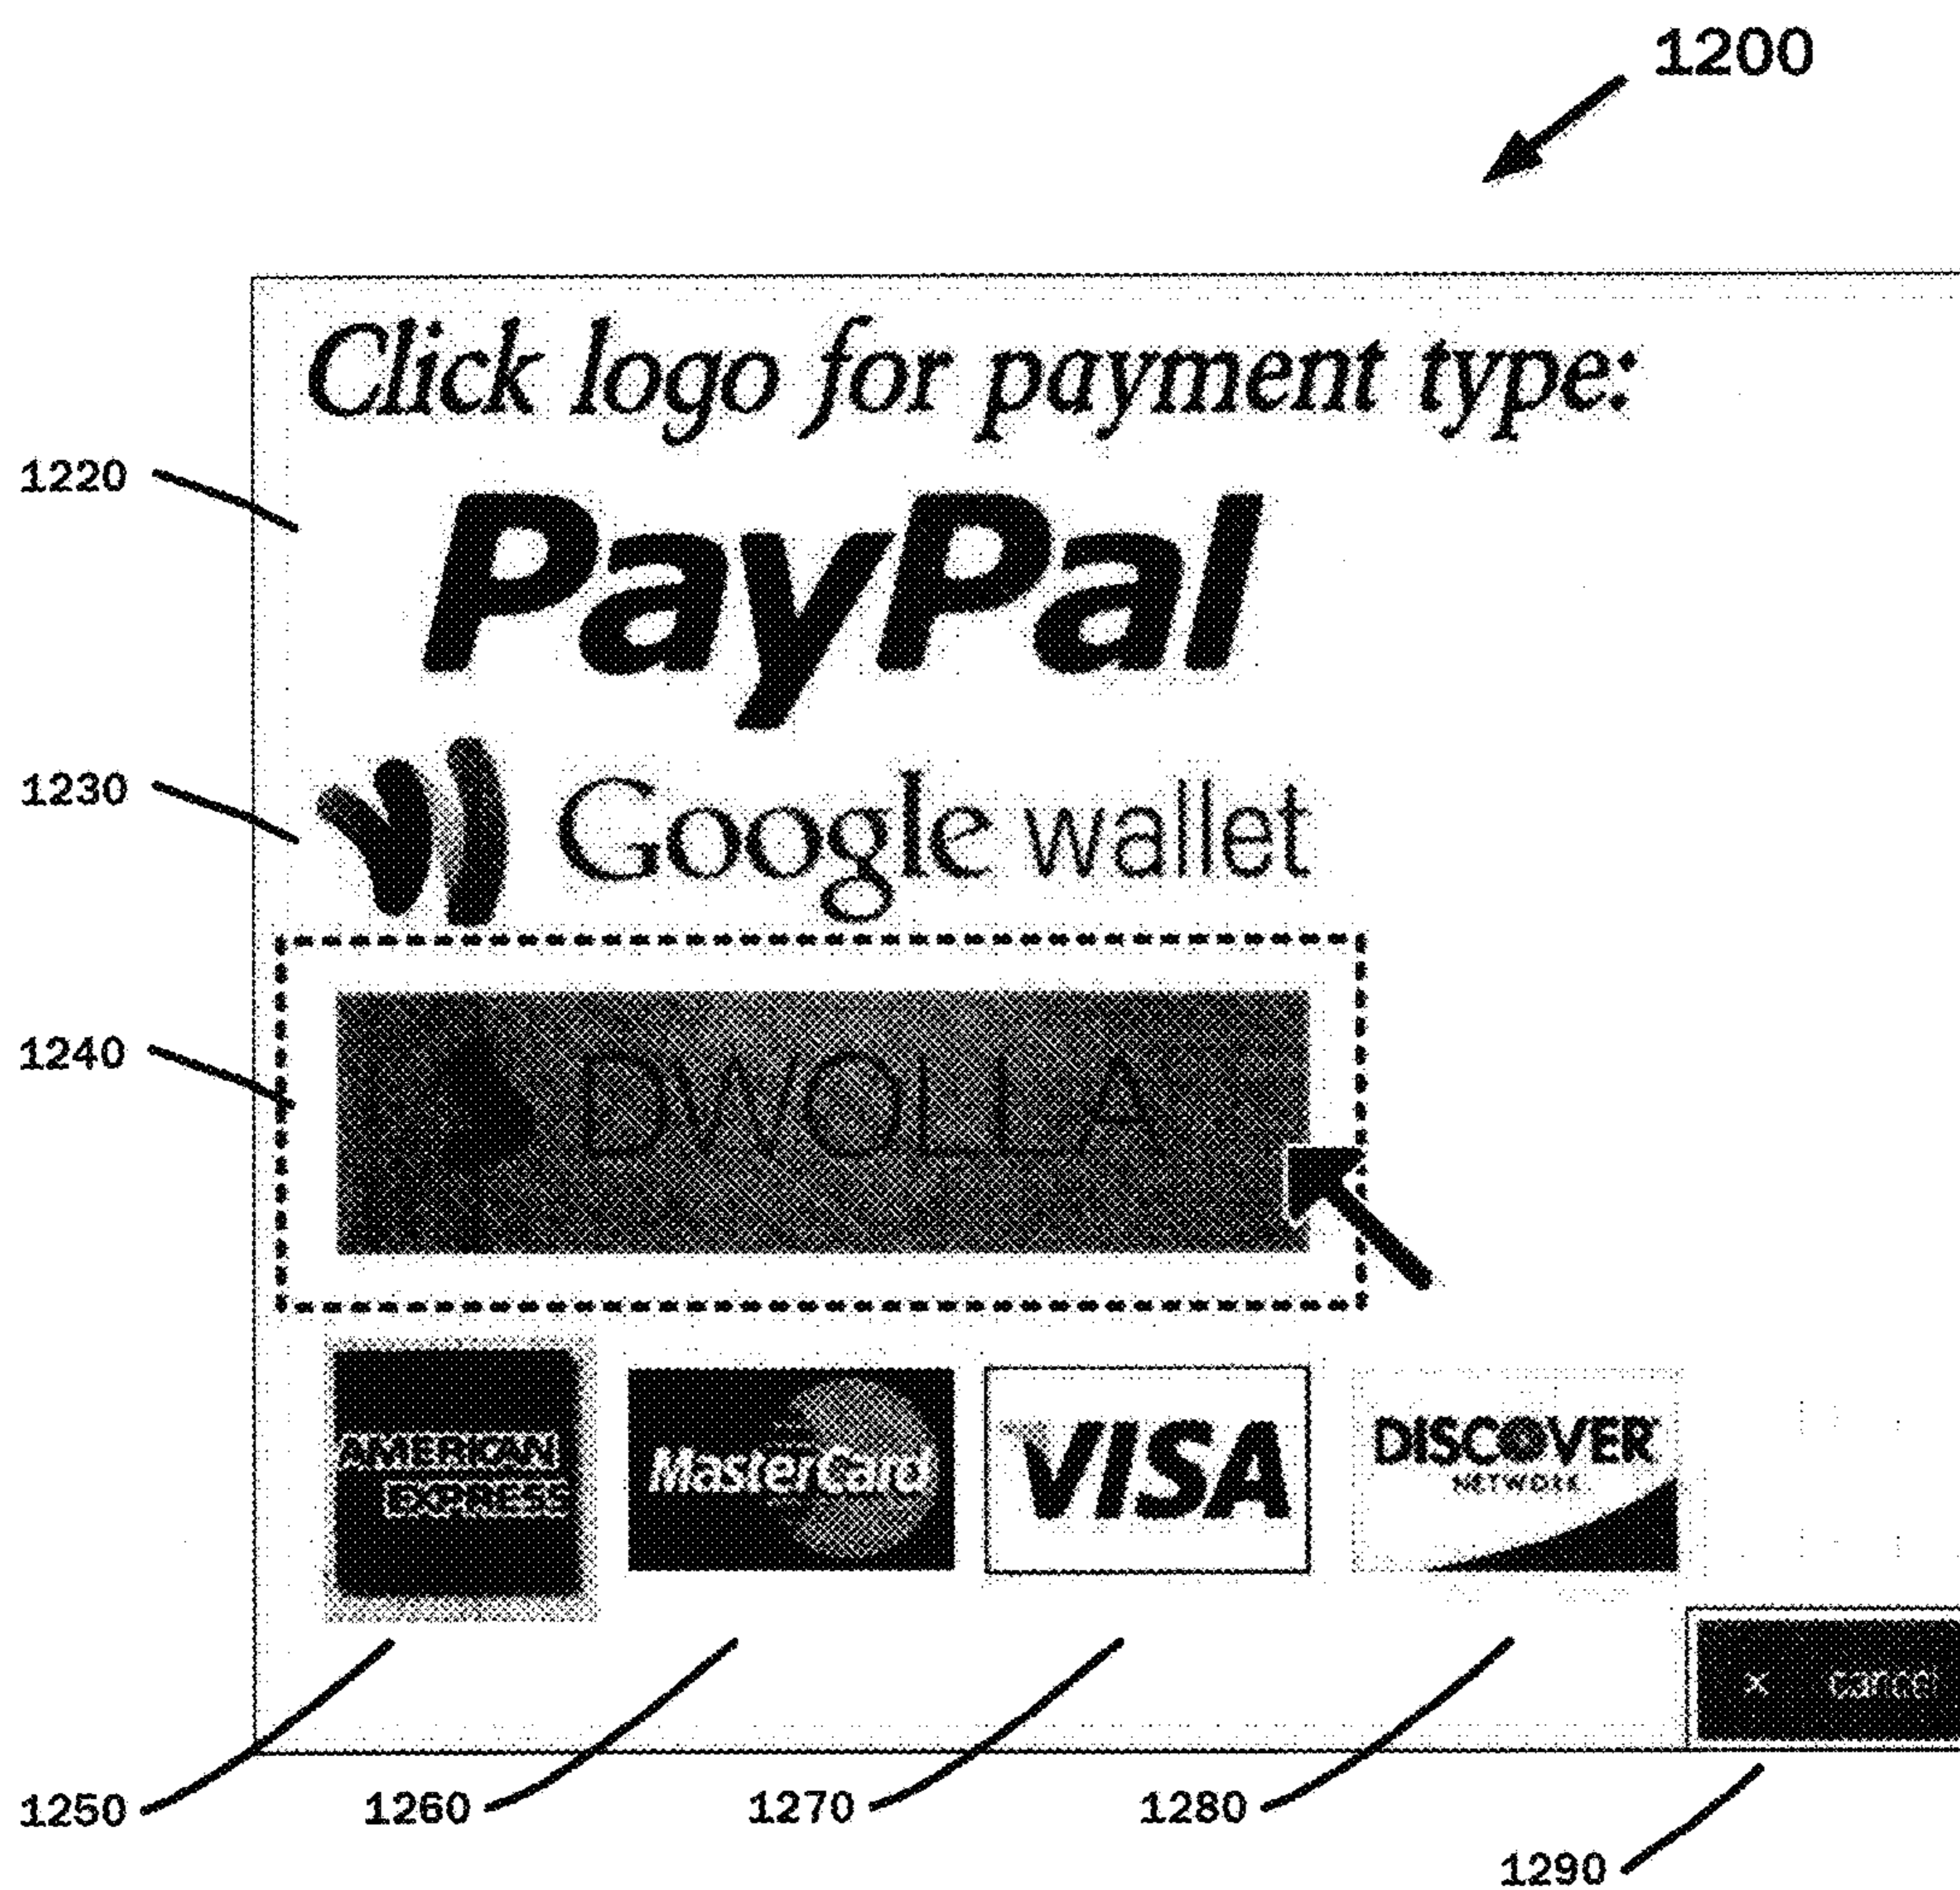 1200
Click logo for payment type:
1220
PayPal
1230
Google wallet
1240
DWOLLA
AMERICAN
EXPRESS
MasterCard
VISA
DISCOVER
NETWORK
x cancel
1250
1260
1270
1280
1290